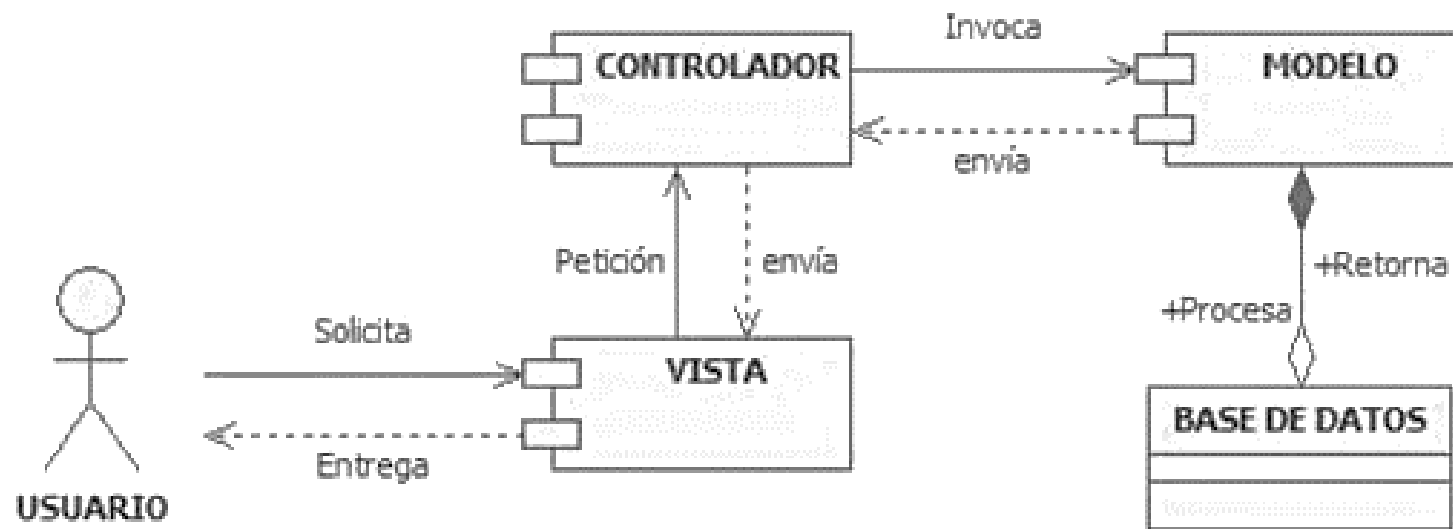 Invoca
CONTROLADOR
MODELO
envía
Petición
envía
+Retorna
+Procesa
Solicita
VISTA
BASE DE DATOS
Entrega
USUARIO